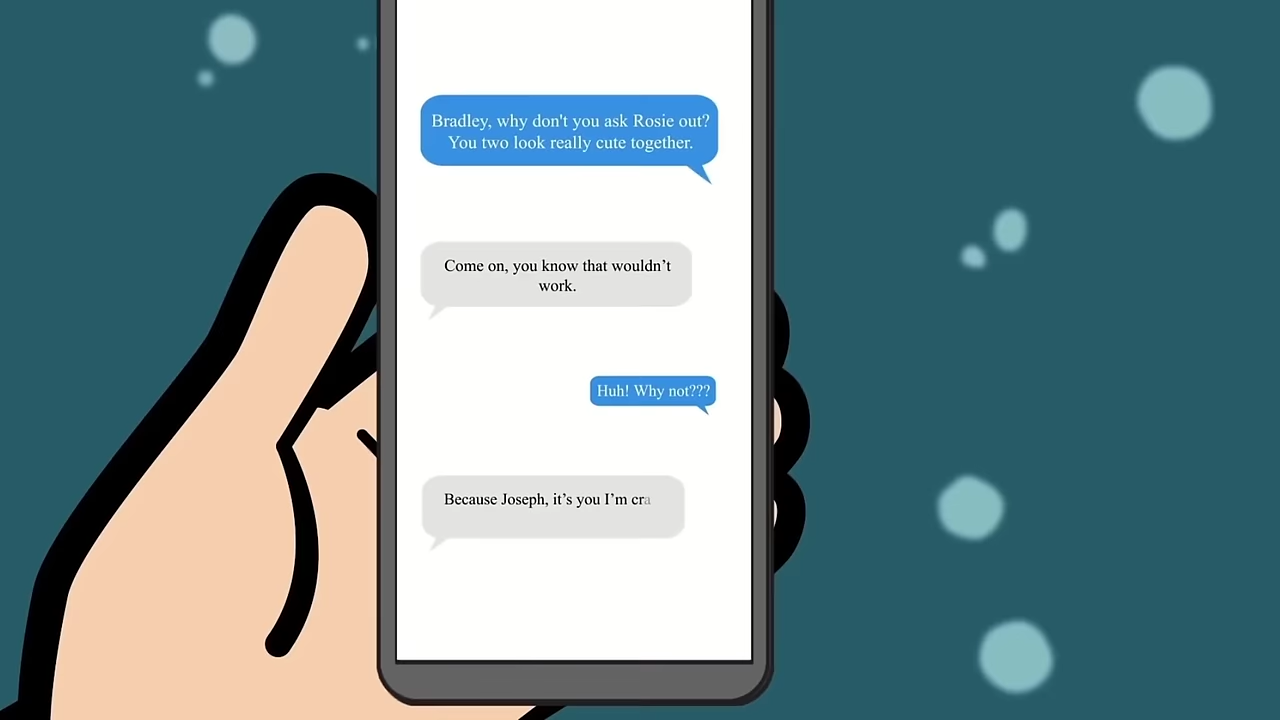 Bradley, why don't you ask Rosie out?
You two look really cute together.
Come on, you know that wouldn’t
work.
Huh! Why not???
Because Joseph, it’s you I’m cra